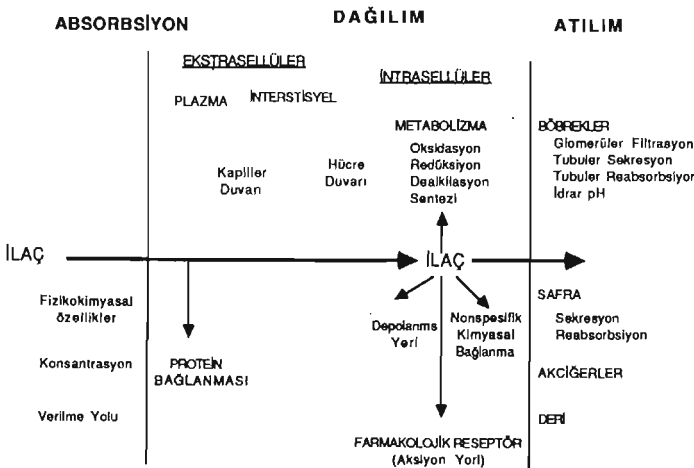 ABSORBSİYON
DAĞILIM
ATILIM
EKSTRASELLÜLER
İNTRASELLÜLER
PLAZMA
İNTERSTİSYEL
METABOLİZMA
Oksidasyon
Redüksiyon
Dealkilasyon
Sentezi
Kapiller
Duvarı
Hücre
Duvarı
BÖBREKLER
Glomerüler Filtrasyon
Tubuler Sekresyon
Tubuler Reabsorbsiyon
İdrar pH
İLAÇ
İLAÇ
Fizikokimyasal
özellikler
Konsantrasyon
Verilme Yolu
PROTEİN
BAĞLANMASI
Depolanma
Yeri
Nonspesifik
Kimyasal
Bağlanma
FARMAKOLOJİK RESEPTÖR
(Aksiyon Yeri)
SAFRA
Sekresyon
Reabsorbsiyon
AKCİĞERLER
DERİ